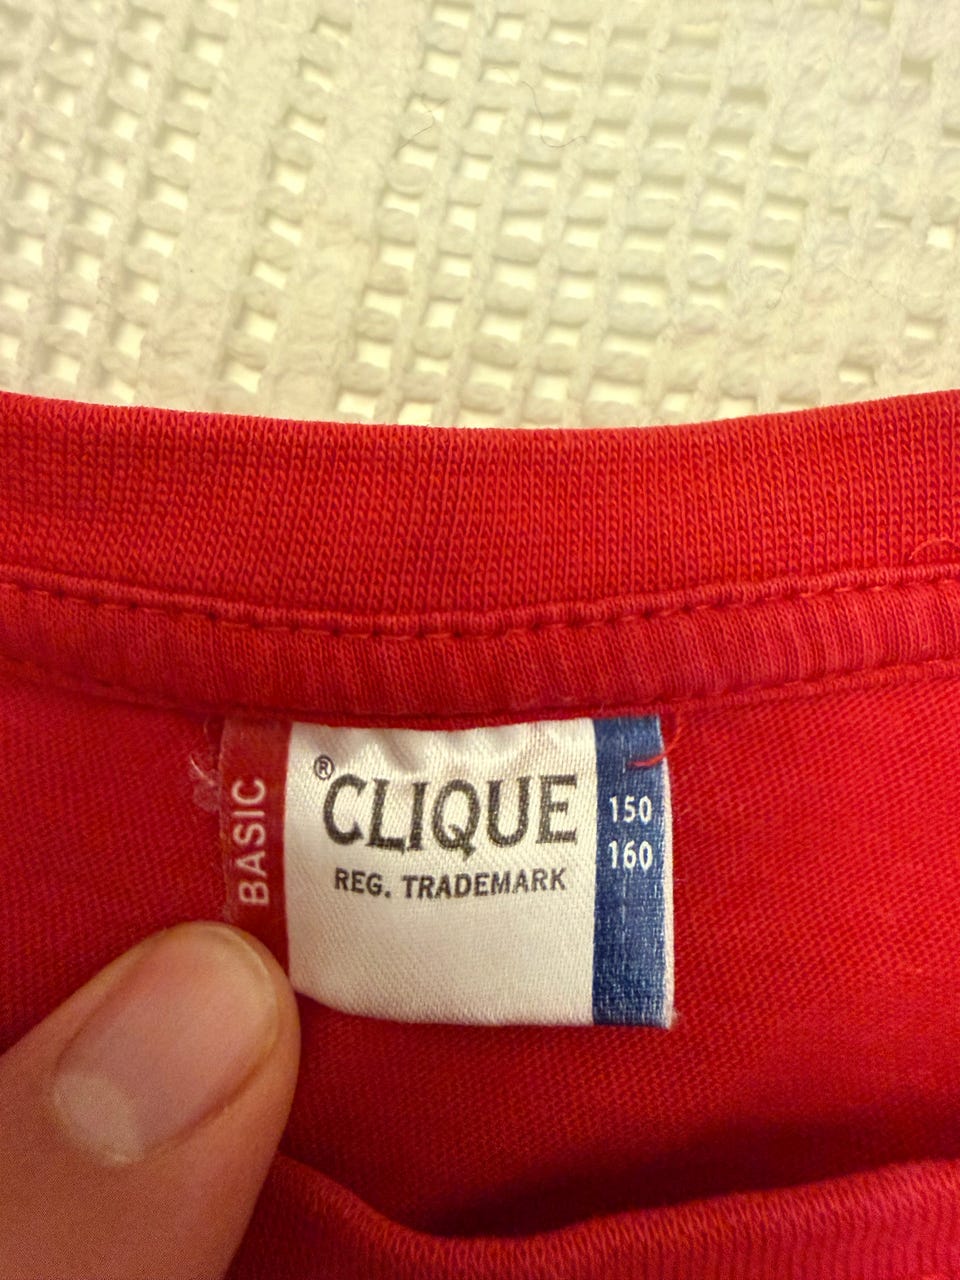 BASIC
®CLIQUE
REG. TRADEMARK
150
160